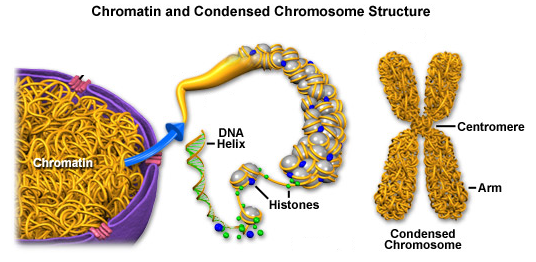 Chromatin and Condensed Chromosome Structure
Chromatin
DNA
Helix
Histones
Centromere
Arm
Condensed
Chromosome